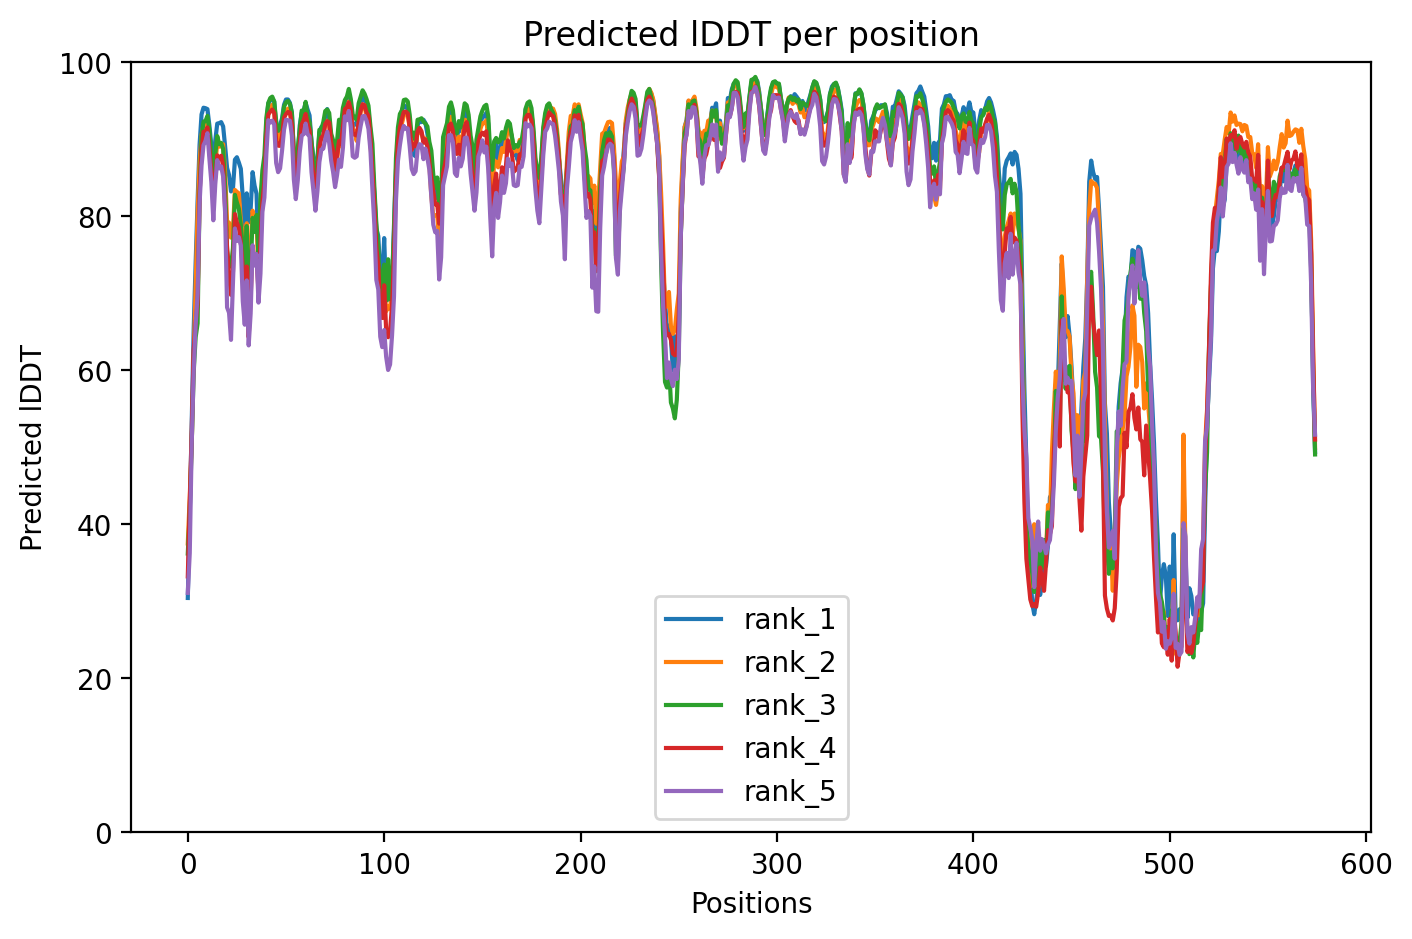 Predicted lDDT per position
Predicted lDDT
100
80
60
40
20
0
rank_1
rank_2
rank_3
rank_4
rank_5
0 100 200 300 400 500 600
Positions